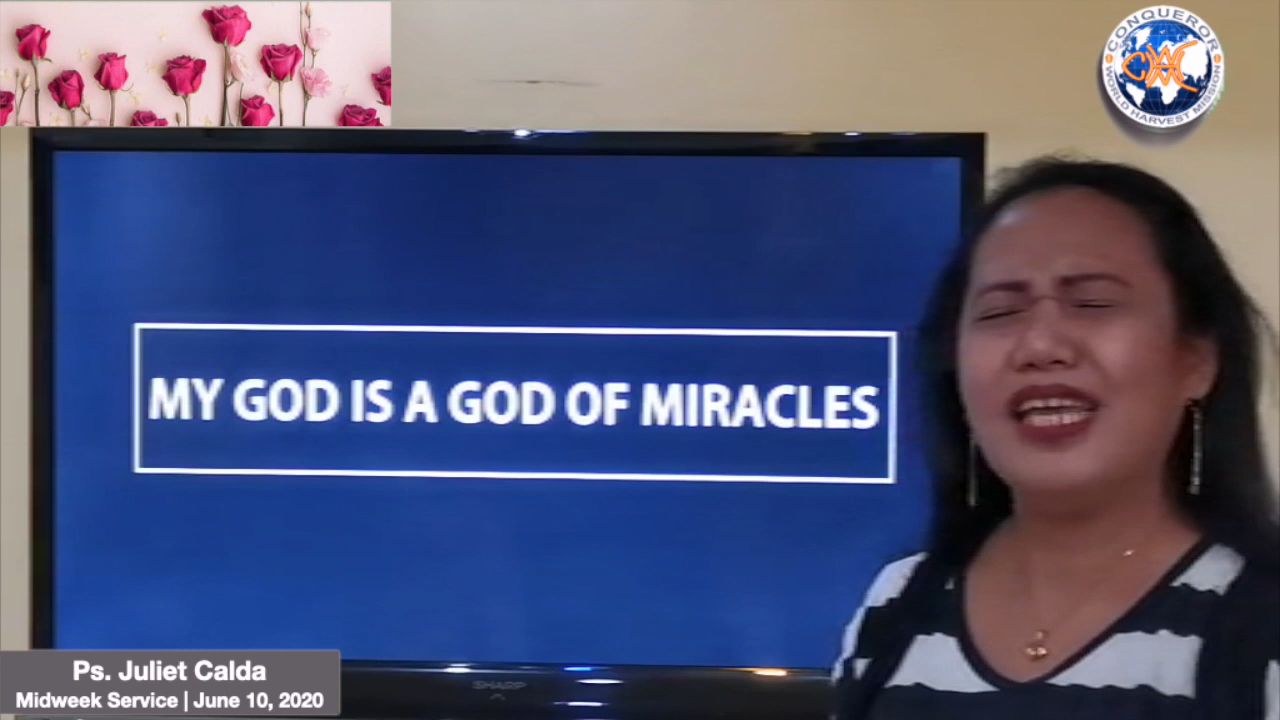 CONQUEROR
CWC
WORLD HARVEST MISSION
MY GOD IS A GOD OF MIRACLES
SHARP
Ps. Juliet Calda
Midweek Service | June 10, 2020